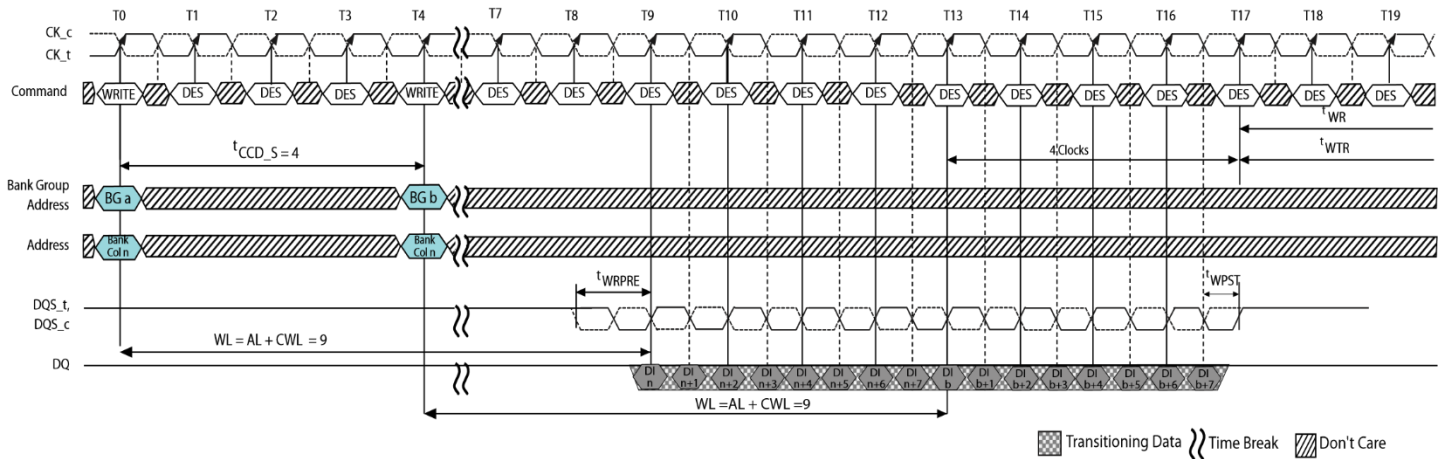 T0 T1 T2 T3 T4 T7 T8 T9 T10 T11 T12 T13 T14 T15 T16 T17 T18 T19
CK_c
CK_t
Command WRITE DES DES DES WRITE DES DES DES DES DES DES DES DES DES DES DES DES DES
tWR
tCCD_S = 4
4 Clocks
tWTR
Bank Group
Address
BG a BG b
Address
Bank
Col n
Bank
Col n
tWRPRE
tWPST
DQS_t,
DQS_c
WL = AL + CWL = 9
DQ
DI DI DI DI DI DI DI DI DI DI DI DI DI DI DI DI
n n+1 n+2 n+3 n+4 n+5 n+6 n+7 b b+1 b+2 b+3 b+4 b+5 b+6 b+7
WL =AL + CWL =9
Transitioning Data Time Break Don't Care